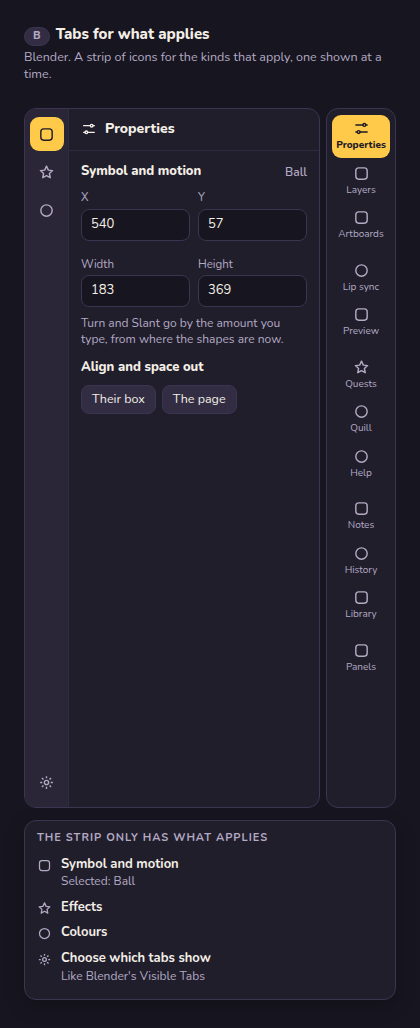 B Tabs for what applies
Blender. A strip of icons for the kinds that apply, one shown at a
time.
Properties
Symbol and motion Ball
X Y
540 57
Width Height
183 369
Turn and Slant go by the amount you
type, from where the shapes are now.
Align and space out
Their box The page
Properties
Layers
Artboards
Lip sync
Preview
Quests
Quill
Help
Notes
History
Library
Panels
THE STRIP ONLY HAS WHAT APPLIES
Symbol and motion
Selected: Ball
Effects
Colours
Choose which tabs show
Like Blender's Visible Tabs